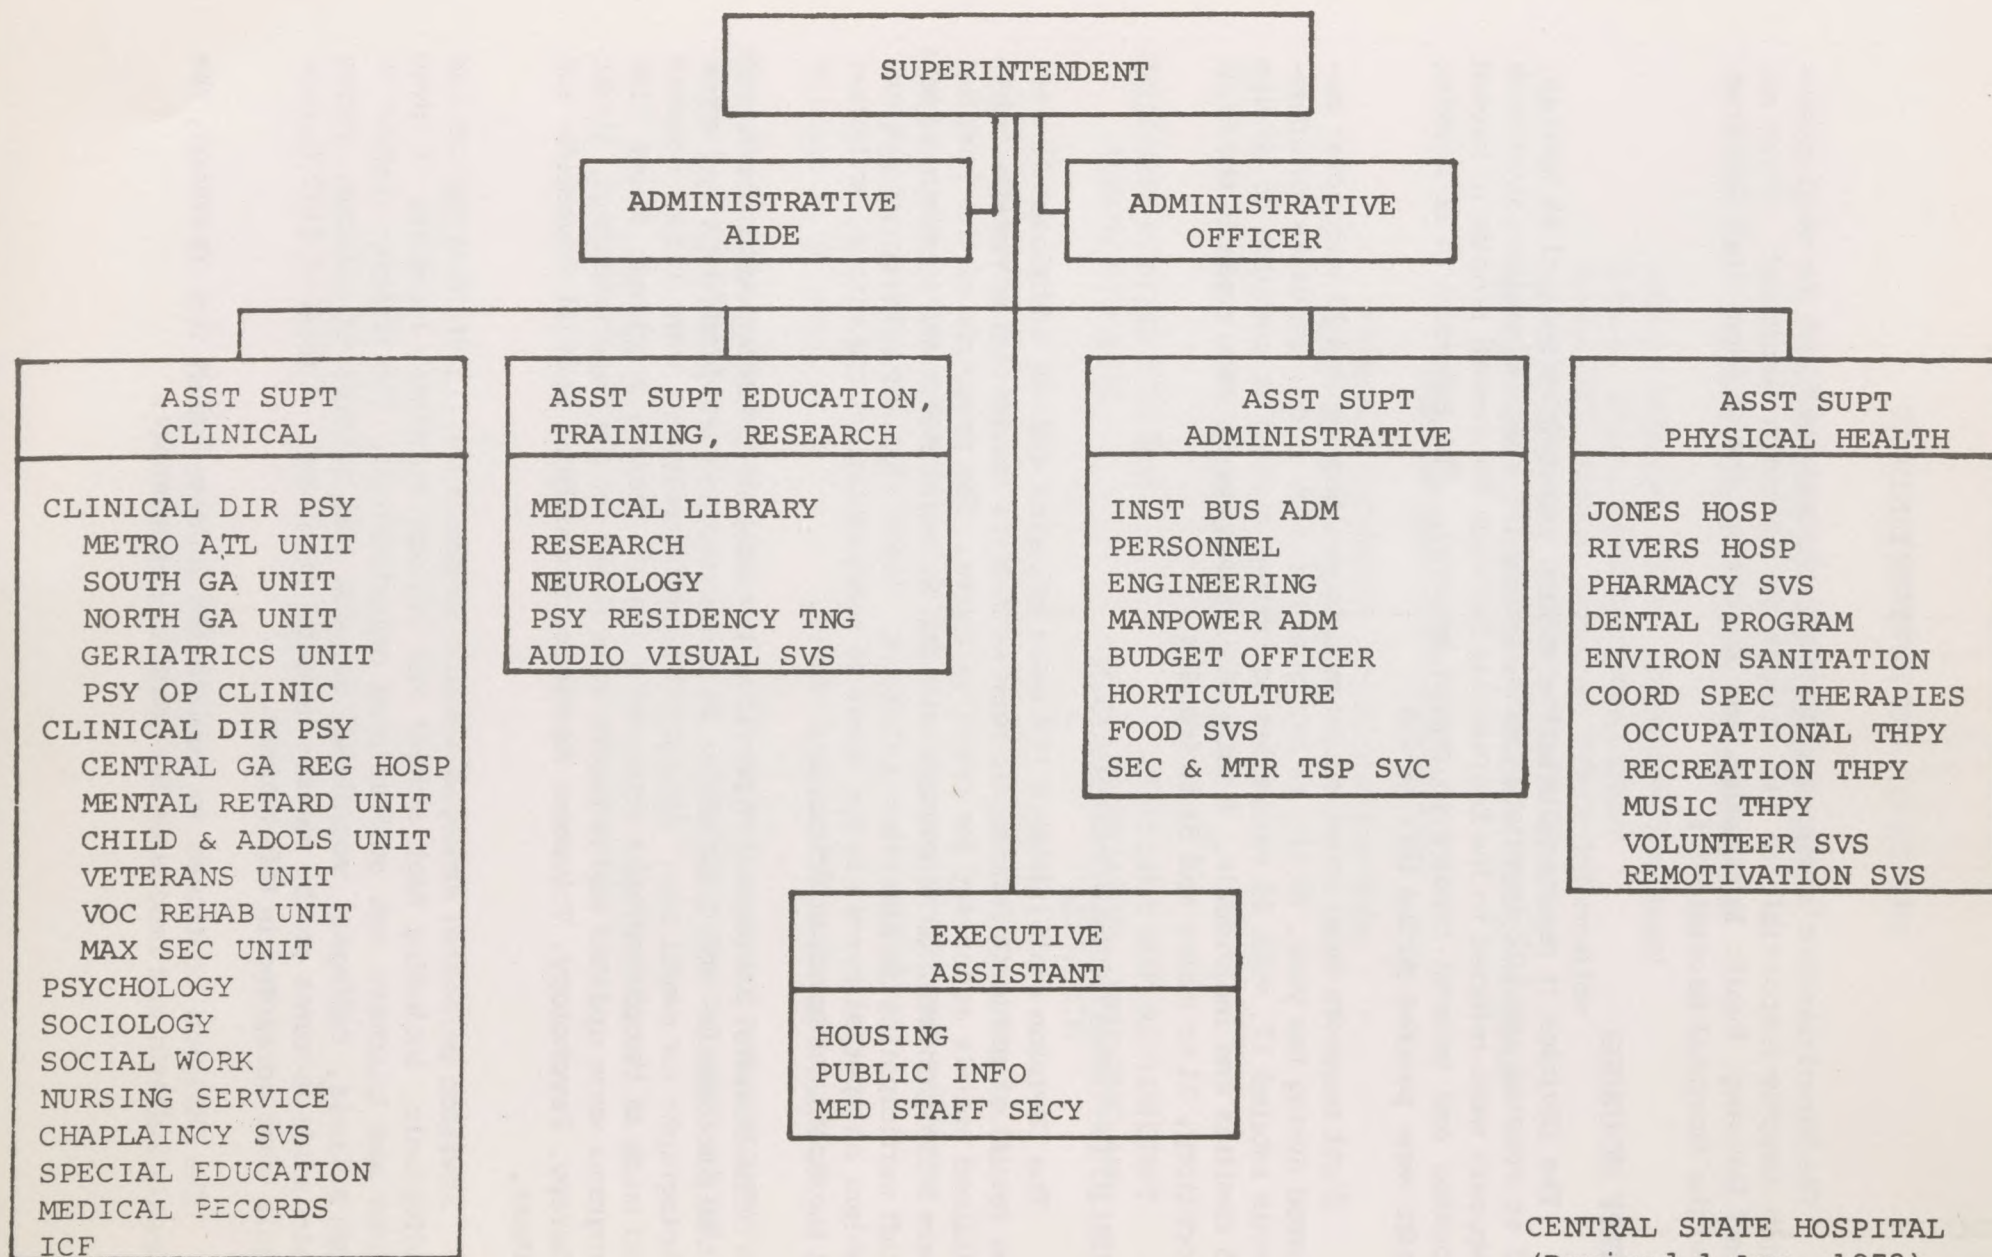 SUPERINTENDENT
ADMINISTRATIVE
AIDE
ADMINISTRATIVE
OFFICER
ASST SUPT
CLINICAL
CLINICAL DIR PSY
METRO ATL UNIT
SOUTH GA UNIT
NORTH GA UNIT
GERIATRICS UNIT
PSY OP CLINIC
CLINICAL DIR PSY
CENTRAL GA REG HOSP
MENTAL RETARD UNIT
CHILD & ADOLS UNIT
VETERANS UNIT
VOC REHAB UNIT
MAX SEC UNIT
PSYCHOLOGY
SOCIOLOGY
SOCIAL WORK
NURSING SERVICE
CHAPLAINCY SVS
SPECIAL EDUCATION
MEDICAL RECORDS
ICF
ASST SUPT EDUCATION,
TRAINING, RESEARCH
MEDICAL LIBRARY
RESEARCH
NEUROLOGY
PSY RESIDENCY TNG
AUDIO VISUAL SVS
ASST SUPT
ADMINISTRATIVE
INST BUS ADM
PERSONNEL
ENGINEERING
MANPOWER ADM
BUDGET OFFICER
HORTICULTURE
FOOD SVS
SEC & MTR TSP SVC
ASST SUPT
PHYSICAL HEALTH
JONES HOSP
RIVERS HOSP
PHARMACY SVS
DENTAL PROGRAM
ENVIRON SANITATION
COORD SPEC THERAPIES
OCCUPATIONAL THPY
RECREATION THPY
MUSIC THPY
VOLUNTEER SVS
REMOTIVATION SVS
EXECUTIVE
ASSISTANT
HOUSING
PUBLIC INFO
MED STAFF SECY
CENTRAL STATE HOSPITAL